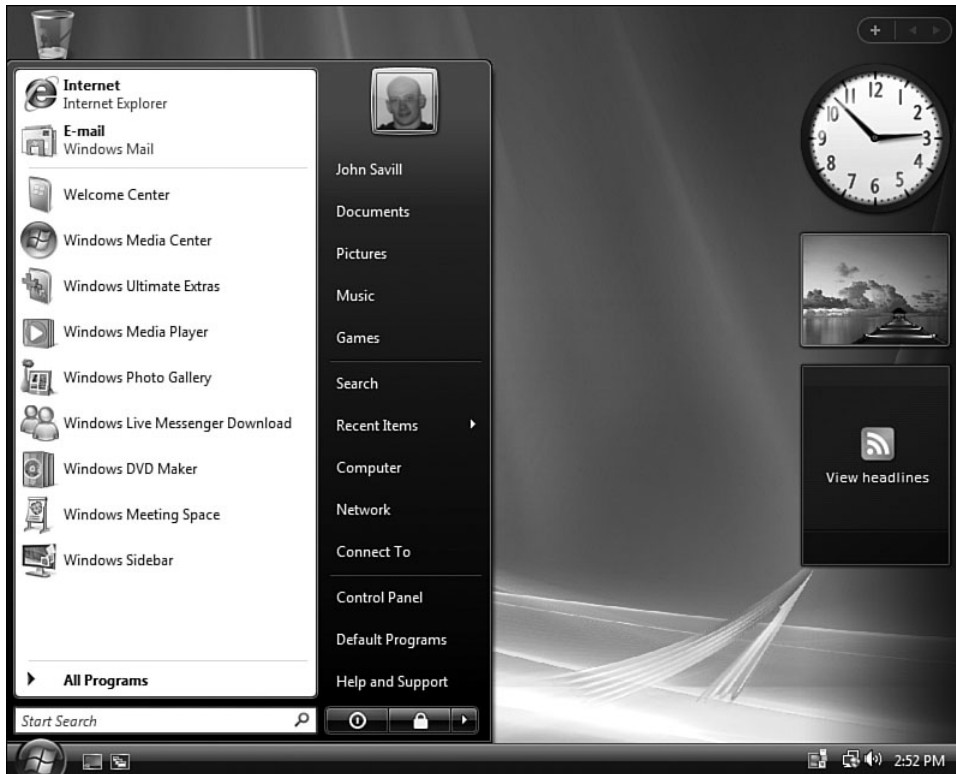 Internet
Internet Explorer
E-mail
Windows Mail
Welcome Center
Windows Media Center
Windows Ultimate Extras
Windows Media Player
Windows Photo Gallery
Windows Live Messenger Download
Windows DVD Maker
Windows Meeting Space
Windows Sidebar
All Programs
Start Search
John Savill
Documents
Pictures
Music
Games
Search
Recent Items
Computer
Network
Connect To
Control Panel
Default Programs
Help and Support
12
1
2
3
4
5
6
7
8
9
10
11
View headlines
2:52 PM